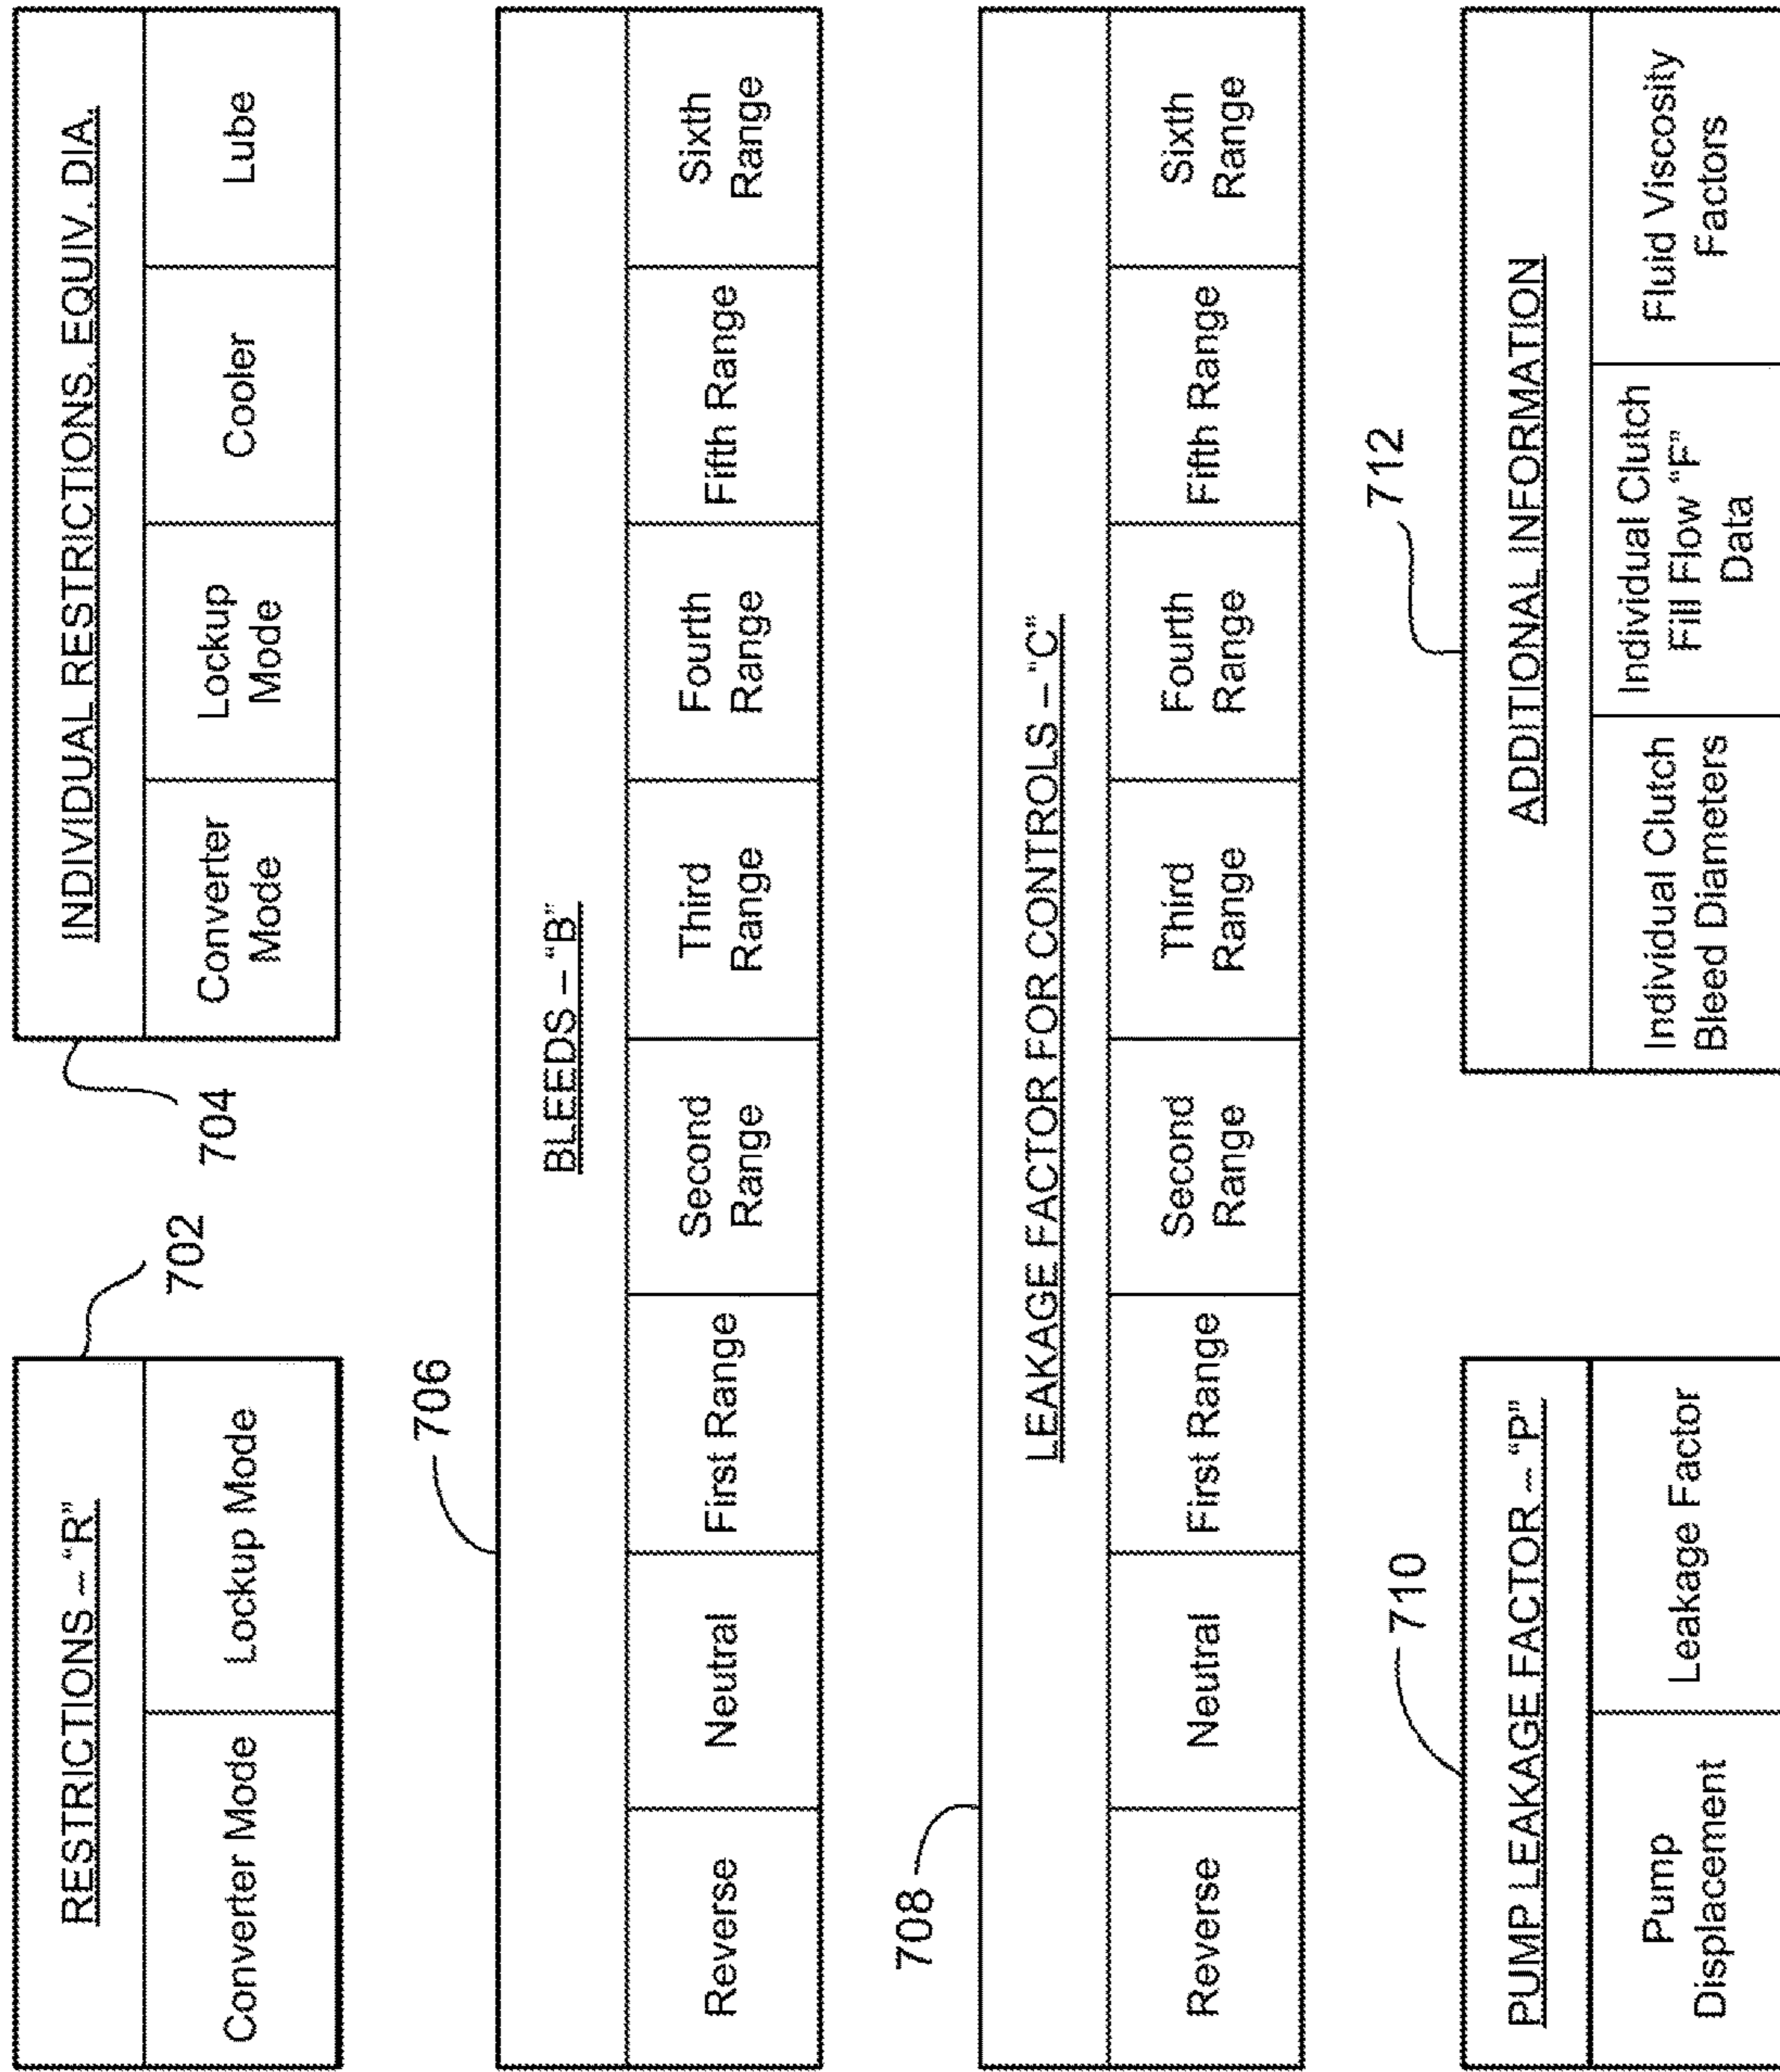 RESTRICTIONS – "R"
Converter Mode
Lockup Mode
702
704
INDIVIDUAL RESTRICTIONS. EQUIV. DIA.
Converter
Mode
Lockup
Mode
Cooler
Lube
706
BLEEDS – "B"
Reverse
Neutral
First Range
Second
Range
Third
Range
Fourth
Range
Fifth Range
Sixth
Range
708
LEAKAGE FACTOR FOR CONTROLS – "C"
Reverse
Neutral
First Range
Second
Range
Third
Range
Fourth
Range
Fifth Range
Sixth
Range
710
PUMP LEAKAGE FACTOR – "P"
Pump
Displacement
Leakage Factor
712
ADDITIONAL INFORMATION
Individual Clutch
Bleed Diameters
Individual Clutch
Fill Flow "F"
Data
Fluid Viscosity
Factors